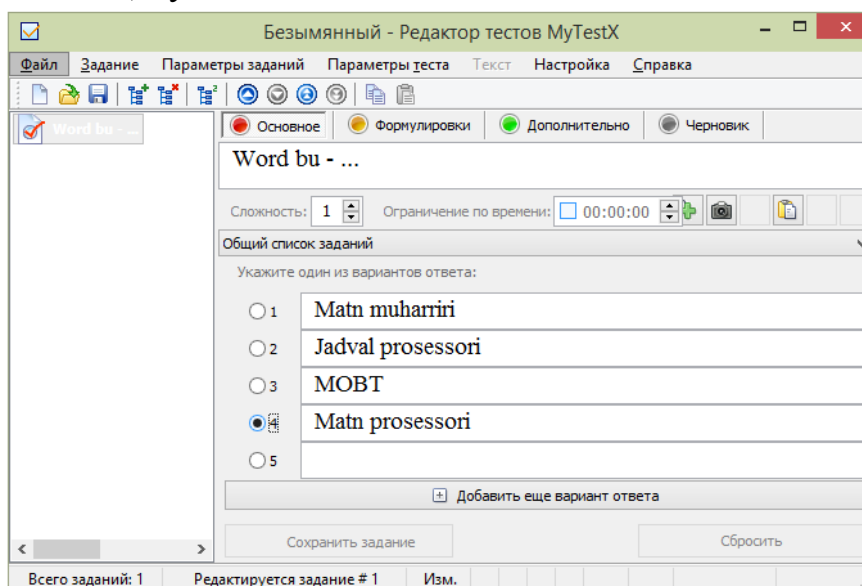 Безымянный - Редактор тестов MyTestX
Файл Задание Параметры заданий Параметры теста Текст Настройка Справка
Word bu - ...
Основное Формулировки Дополнительно Черновик
Word bu - ...
Сложность: 1 Ограничение по времени: 00:00:00
Общий список заданий
Укажите один из вариантов ответа:
1 Matn muharriri
2 Jadval prosessori
3 MOBT
4 Matn prosessori
5
Добавить еще вариант ответа
Сохранить задание Сбросить
Всего заданий: 1 Редактируется задание # 1 Изм.